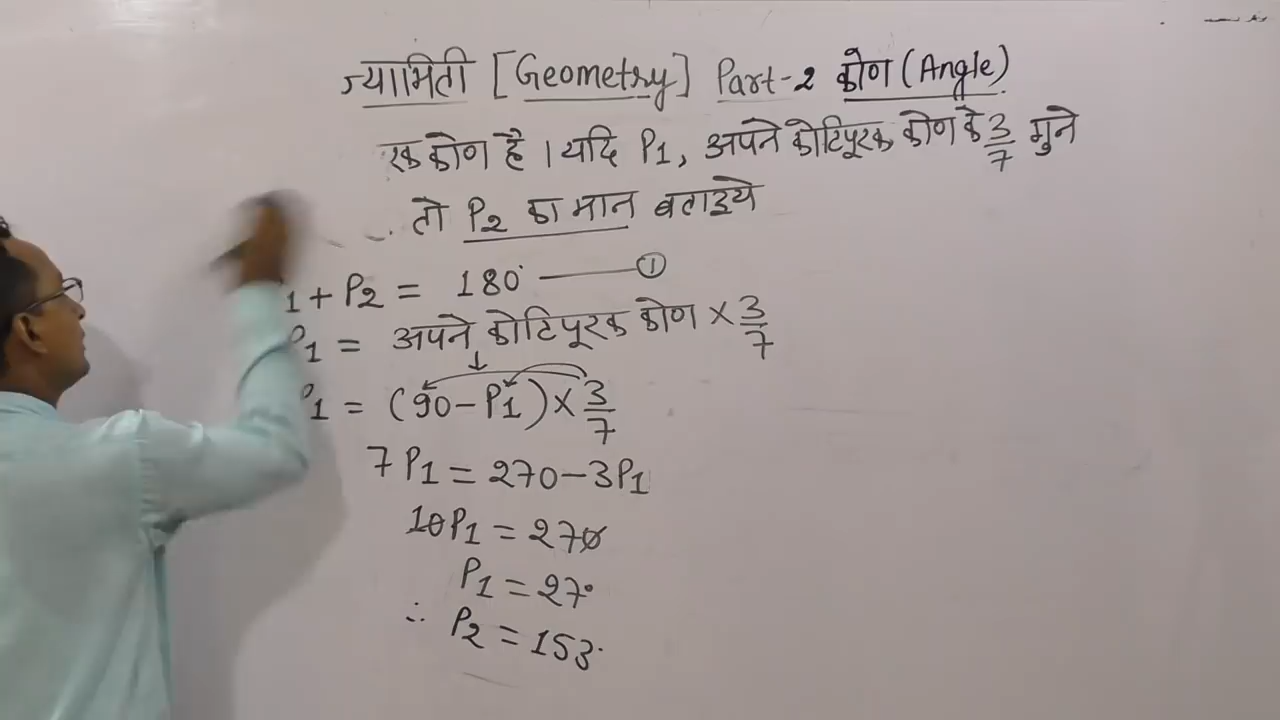 ज्यामिती [Geometry] Part-2 कोण (Angle)
रक कोण है । यदि P1, अपने कोटिपूरक कोण के 3/7 गुने
तो P2 का मान बताइये
1 + P2 = 180° ——— ①
P1 = अपने कोटिपूरक कोण × 3/7
P1 = (90 - P1) × 3/7
7P1 = 270 - 3P1
10P1 = 270
P1 = 27°
∴ P2 = 153°